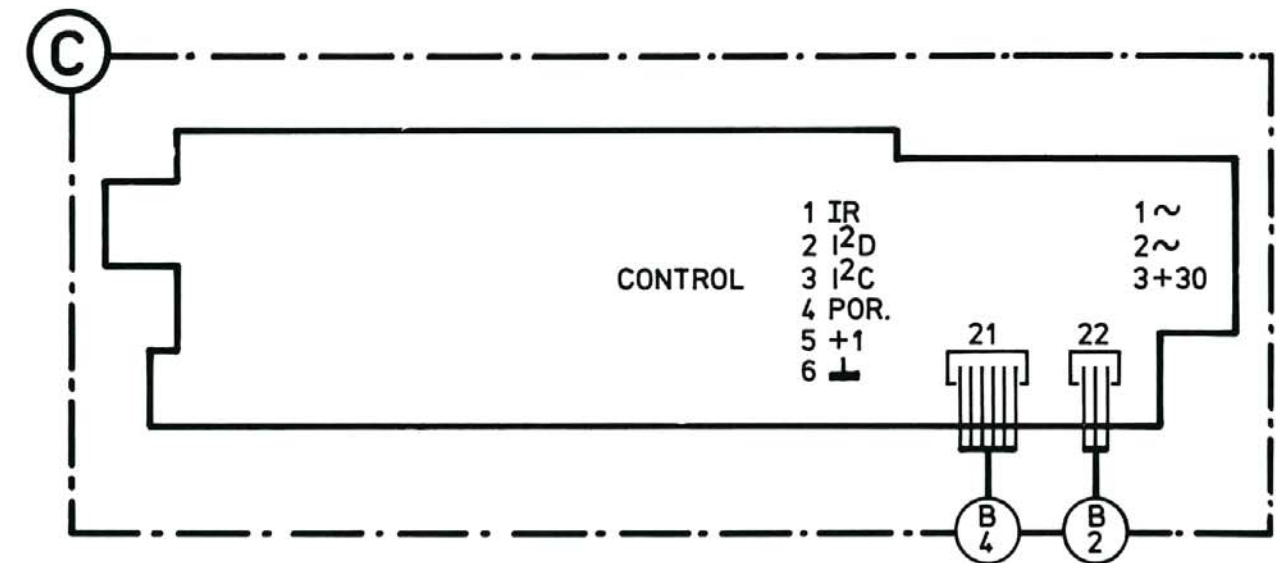 C
CONTROL
1 IR
2 I²D
3 I²C
4 POR.
5 +1
6
1~
2~
3+30
21
22
B
4
B
2